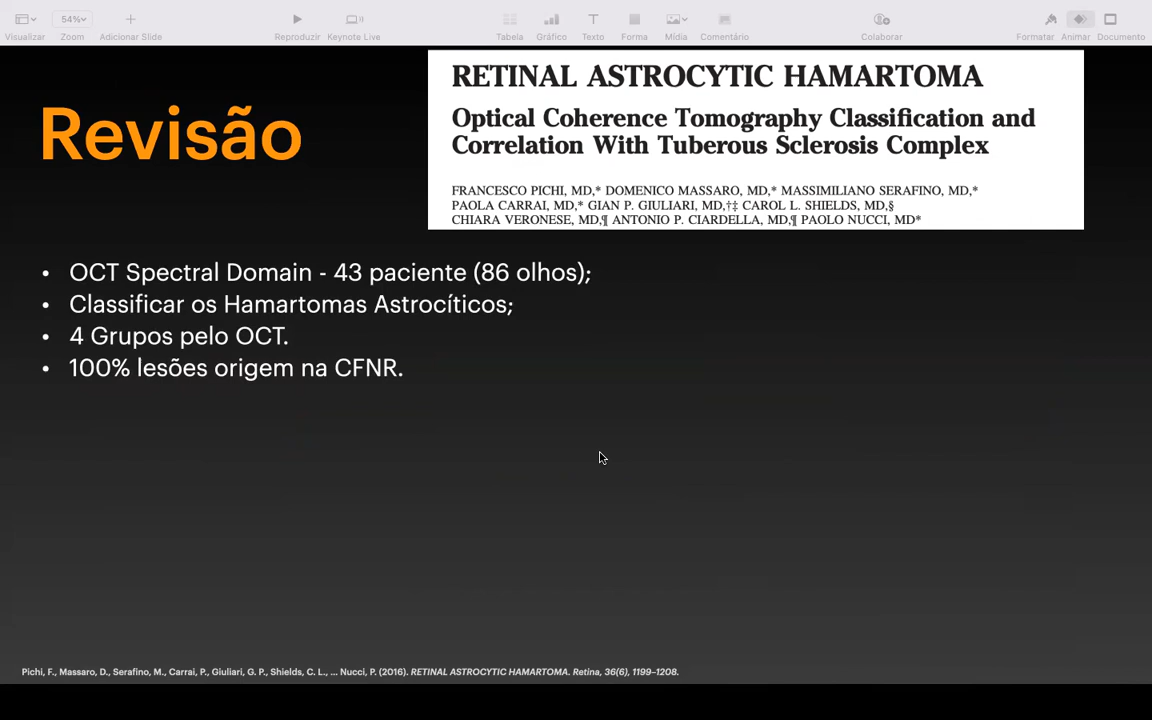 54%
Visualizar
Zoom
Adicionar Slide
Reproduzir
Keynote Live
Tabela
Gráfico
Texto
Forma
Mídia
Comentário
Colaborar
Formatar
Animar
Documento
Revisão
RETINAL ASTROCYTIC HAMARTOMA
Optical Coherence Tomography Classification and
Correlation With Tuberous Sclerosis Complex
FRANCESCO PICHI, MD,* DOMENICO MASSARO, MD,* MASSIMILIANO SERAFINO, MD,*
PAOLA CARRAI, MD,* GIAN P. GIULIARI, MD,†‡ CAROL L. SHIELDS, MD,§
CHIARA VERONESE, MD,¶ ANTONIO P. CIARDELLA, MD,¶ PAOLO NUCCI, MD*
• OCT Spectral Domain - 43 paciente (86 olhos);
• Classificar os Hamartomas Astrocíticos;
• 4 Grupos pelo OCT.
• 100% lesões origem na CFNR.
Pichi, F., Massaro, D., Serafino, M., Carrai, P., Giuliari, G. P., Shields, C. L., ... Nucci, P. (2016). RETINAL ASTROCYTIC HAMARTOMA. Retina, 36(6), 1199–1208.